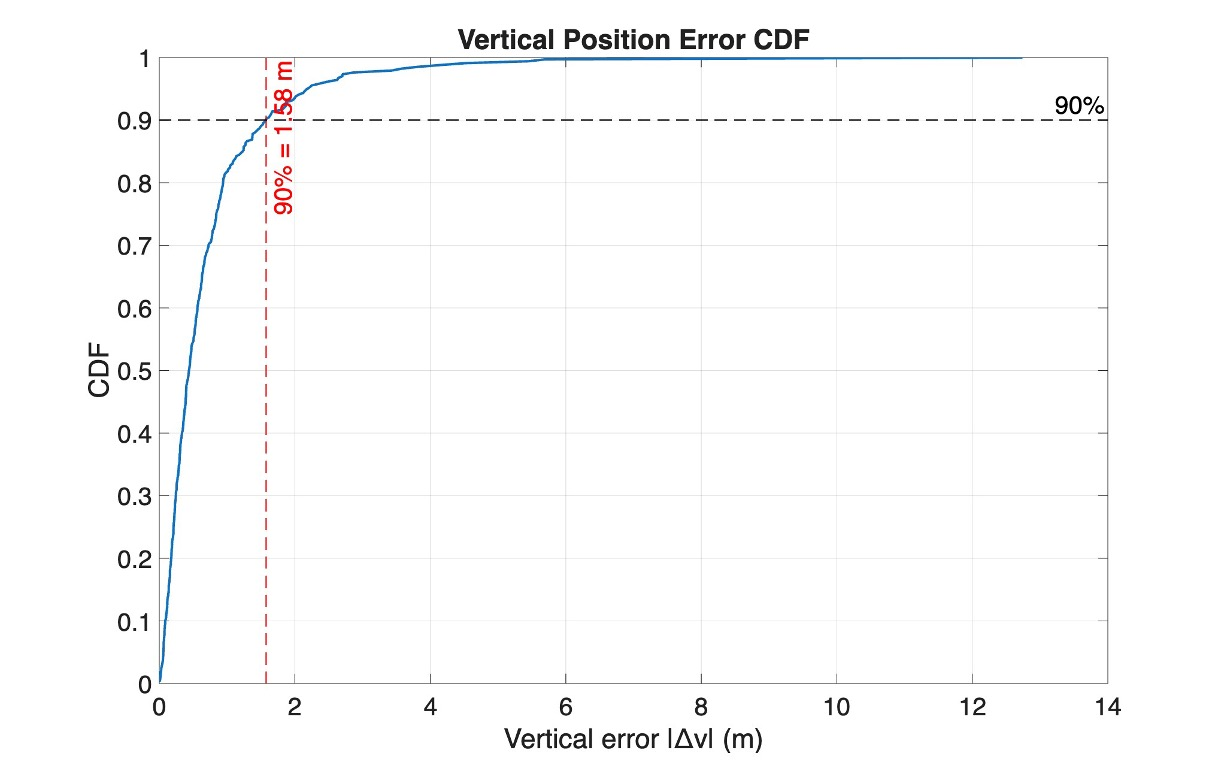 Vertical Position Error CDF
1
0.9
0.8
0.7
0.6
0.5
0.4
0.3
0.2
0.1
0
CDF
90% = 1.58 m
90%
0 2 4 6 8 10 12 14
Vertical error |Δv| (m)